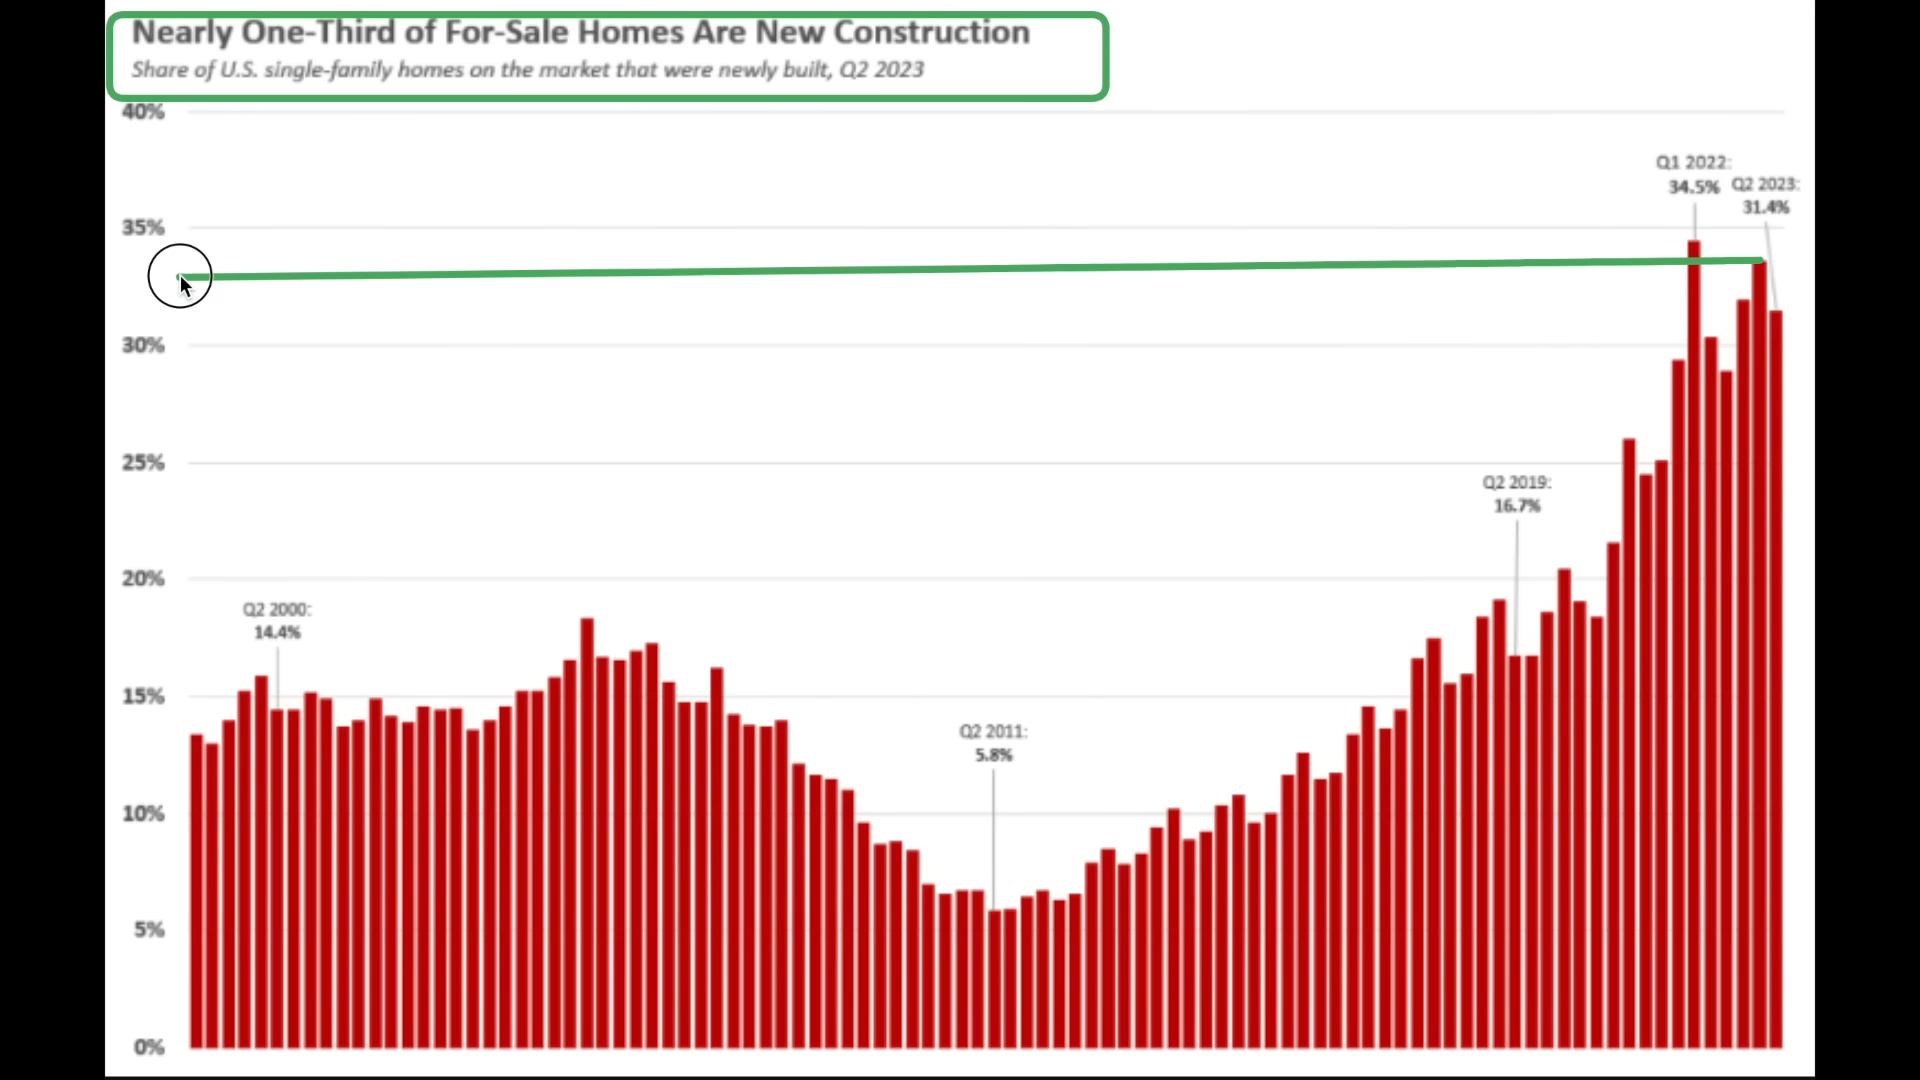 Nearly One-Third of For-Sale Homes Are New Construction
Share of U.S. single-family homes on the market that were newly built, Q2 2023
40%
35%
30%
25%
20%
15%
10%
5%
0%
Q2 2000:
14.4%
Q2 2011:
5.8%
Q2 2019:
16.7%
Q1 2022:
34.5%
Q2 2023:
31.4%